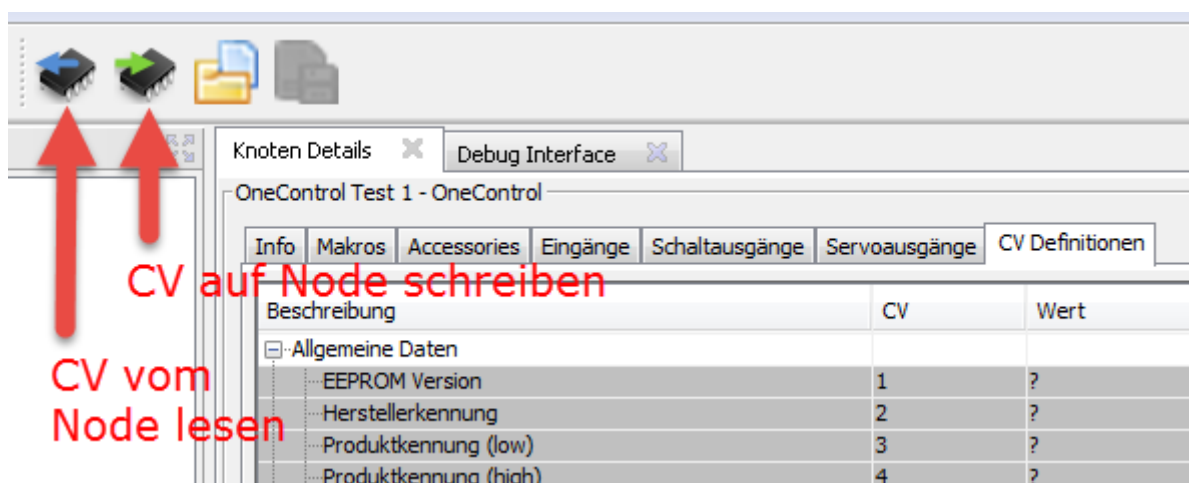 Knoten Details
Debug Interface
OneControl Test 1 - OneControl
Info Makros Accessories Eingänge Schaltausgänge Servoausgänge CV Definitionen
CV auf Node schreiben
Beschreibung CV Wert
Allgemeine Daten
EEPROM Version 1 ?
Herstellerkennung 2 ?
Produktkennung (low) 3 ?
Produktkennung (high) 4 ?
CV vom
Node lesen